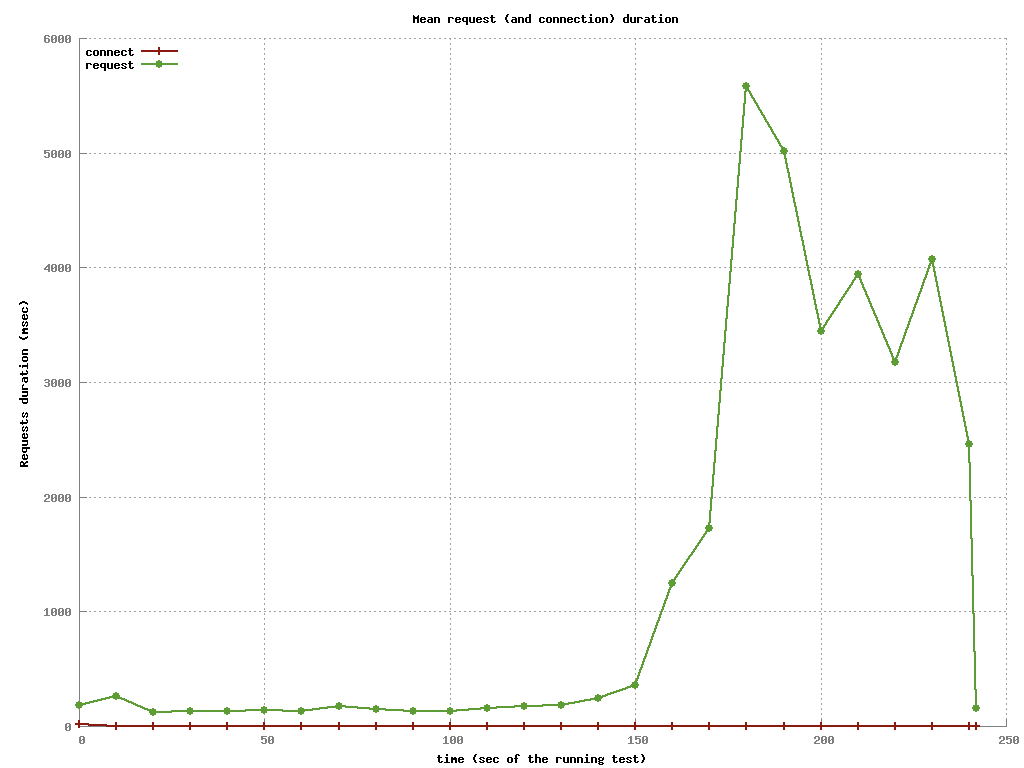 Mean request (and connection) duration
connect
request
6000
5000
4000
3000
2000
1000
0
Requests duration (msec)
0 50 100 150 200 250
time (sec of the running test)